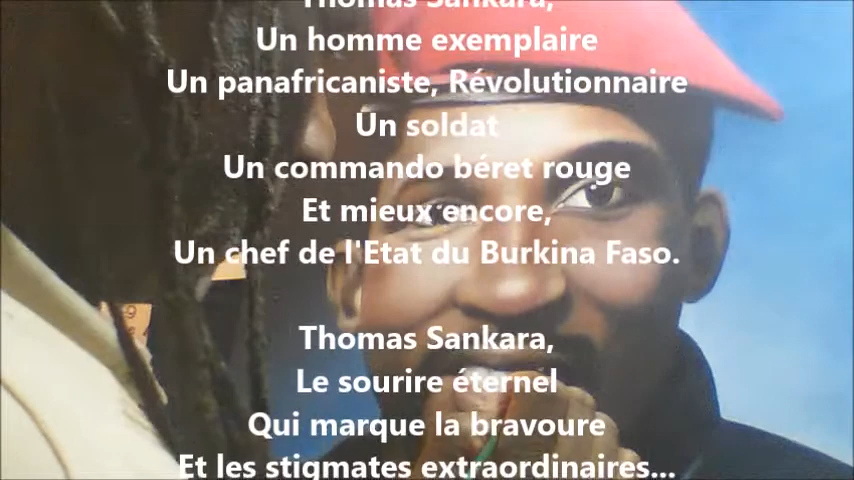 Thomas Sankara,
Un homme exemplaire
Un panafricaniste, Révolutionnaire
Un soldat
Un commando béret rouge
Et mieux encore,
Un chef de l'Etat du Burkina Faso.
Thomas Sankara,
Le sourire éternel
Qui marque la bravoure
Et les stigmates extraordinaires...